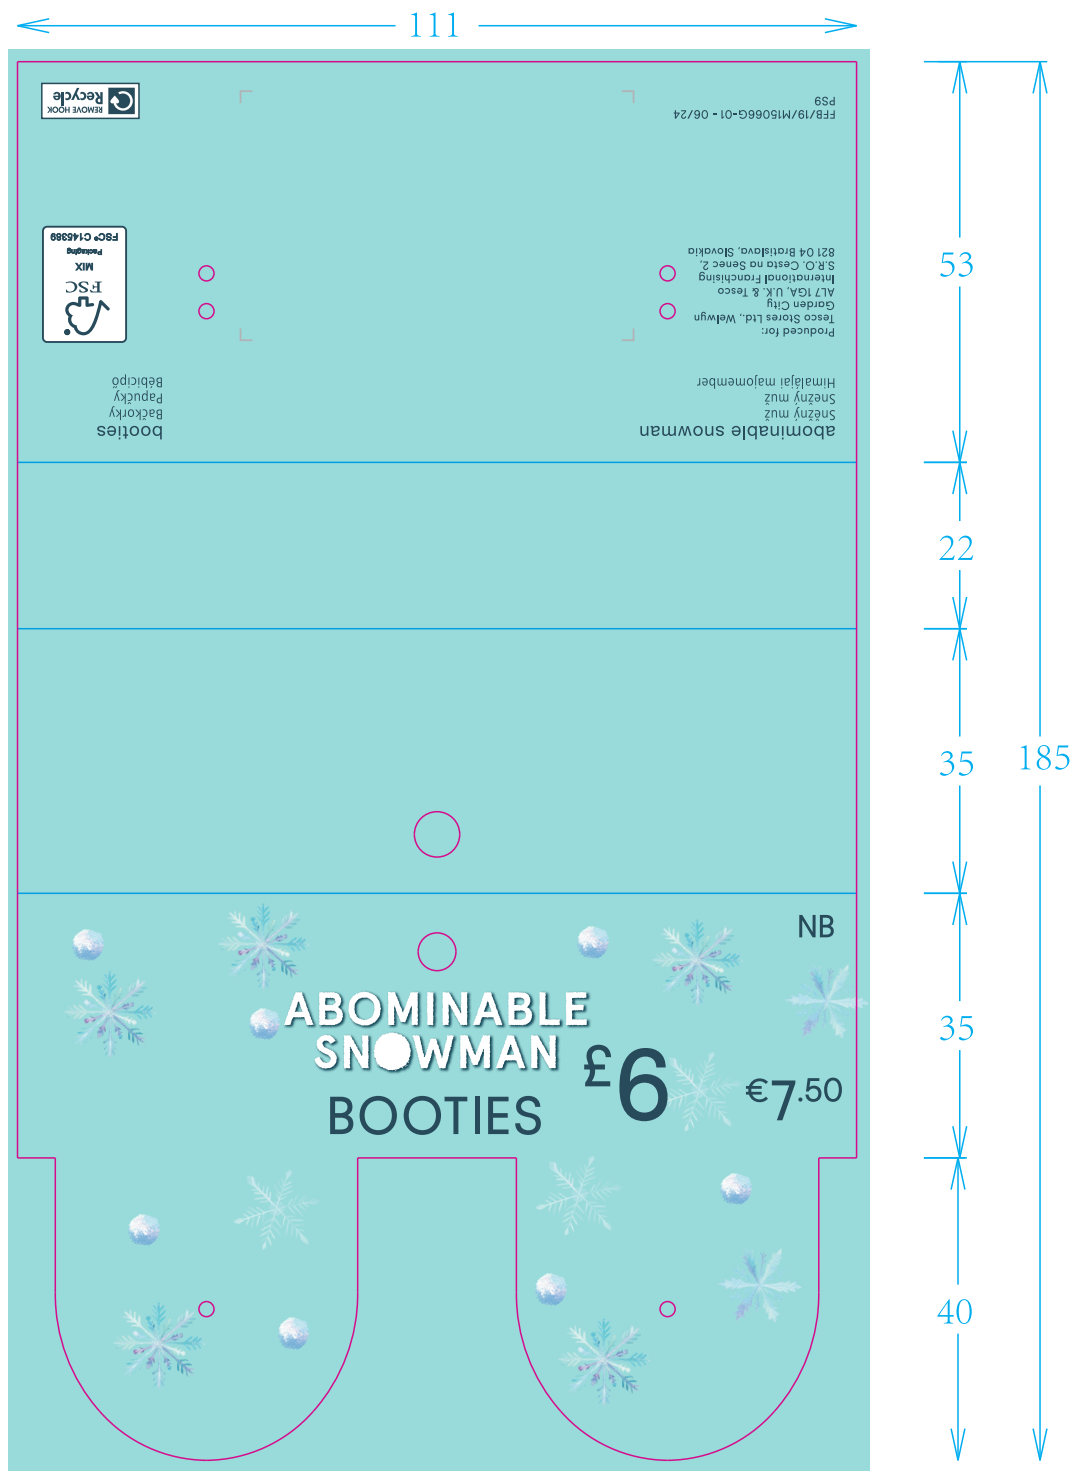 111
REMOVE HOOK
Recycle
FFB/19/M15066G-01 - 06/24
PS9
FSC
MIX
Packaging
FSC® C145389
Produced for:
Tesco Stores Ltd., Welwyn
Garden City
AL7 1GA, U.K. & Tesco
International Franchising
S.R.O. Cesta na Senec 2,
821 04 Bratislava, Slovakia
booties
Bačkorky
Papučky
Bébicipő
abominable snowman
Sněžný muž
Snežný muž
Himalájai majomember
53
22
35
185
NB
ABOMINABLE
SNOWMAN
BOOTIES
£6
€7.50
35
40